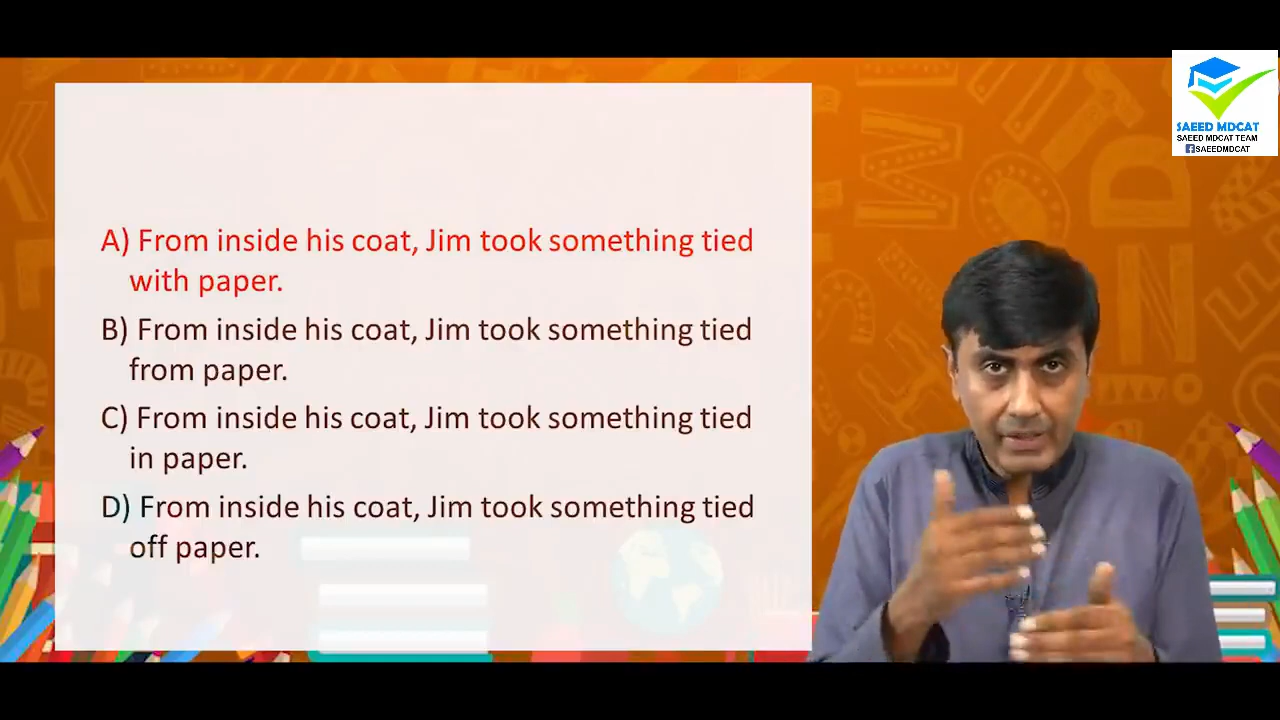 SAEED MDCAT
SAEED MDCAT TEAM
SAEEDMDCAT
A) From inside his coat, Jim took something tied
with paper.
B) From inside his coat, Jim took something tied
from paper.
C) From inside his coat, Jim took something tied
in paper.
D) From inside his coat, Jim took something tied
off paper.